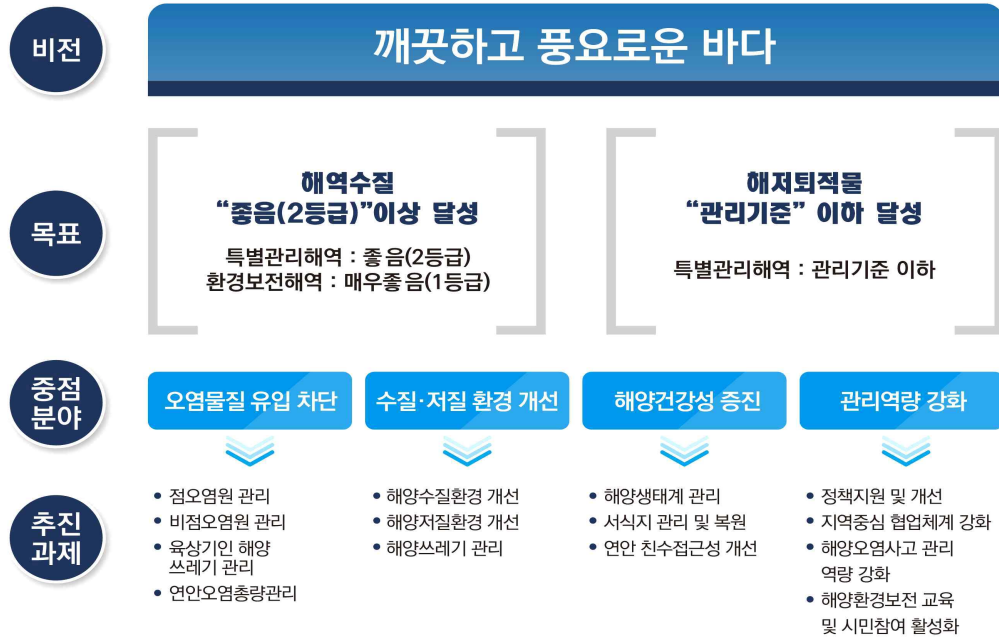 비전
깨끗하고 풍요로운 바다
목표
해역수질
“좋음(2등급)”이상 달성
특별관리해역 : 좋음(2등급)
환경보전해역 : 매우좋음(1등급)
해저퇴적물
“관리기준” 이하 달성
특별관리해역 : 관리기준 이하
중점
분야
오염물질 유입 차단
수질·저질 환경 개선
해양건강성 증진
관리역량 강화
추진
과제
• 점오염원 관리
• 비점오염원 관리
• 육상기인 해양
쓰레기 관리
• 연안오염총량관리
• 해양수질환경 개선
• 해양저질환경 개선
• 해양쓰레기 관리
• 해양생태계 관리
• 서식지 관리 및 복원
• 연안 친수접근성 개선
• 정책지원 및 개선
• 지역중심 협업체계 강화
• 해양오염사고 관리
역량 강화
• 해양환경보전 교육
및 시민참여 활성화